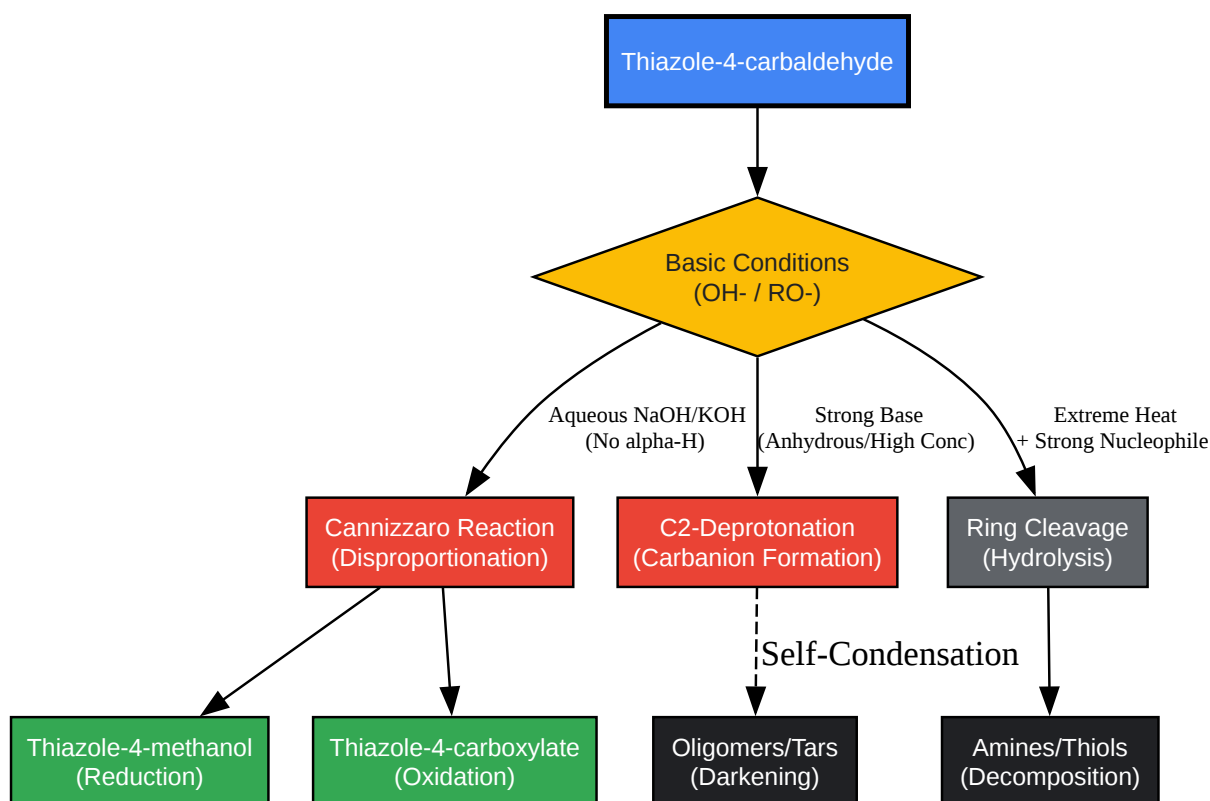 Thiazole-4-carbaldehyde
Basic Conditions
(OH- / RO-)
Aqueous NaOH/KOH
(No alpha-H)
Strong Base
(Anhydrous/High Conc)
Extreme Heat
+ Strong Nucleophile
Cannizzaro Reaction
(Disproportionation)
C2-Deprotonation
(Carbanion Formation)
Ring Cleavage
(Hydrolysis)
Self-Condensation
Thiazole-4-methanol
(Reduction)
Thiazole-4-carboxylate
(Oxidation)
Oligomers/Tars
(Darkening)
Amines/Thiols
(Decomposition)